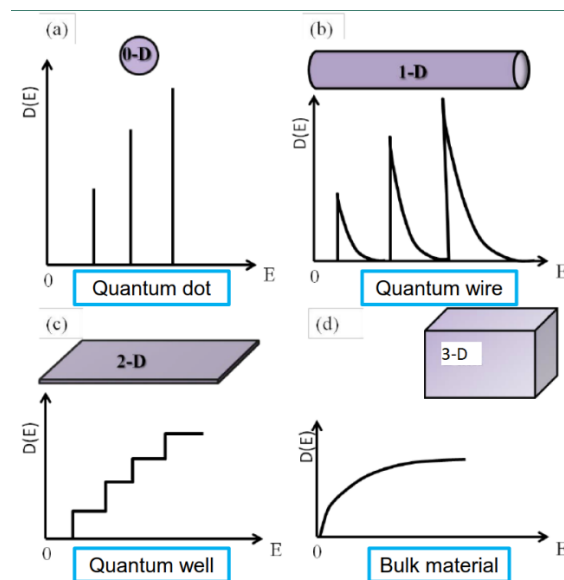 (a)
0-D
D(E)
0
E
Quantum dot
(b)
1-D
D(E)
0
E
Quantum wire
(c)
2-D
D(E)
0
E
Quantum well
(d)
3-D
D(E)
0
E
Bulk material